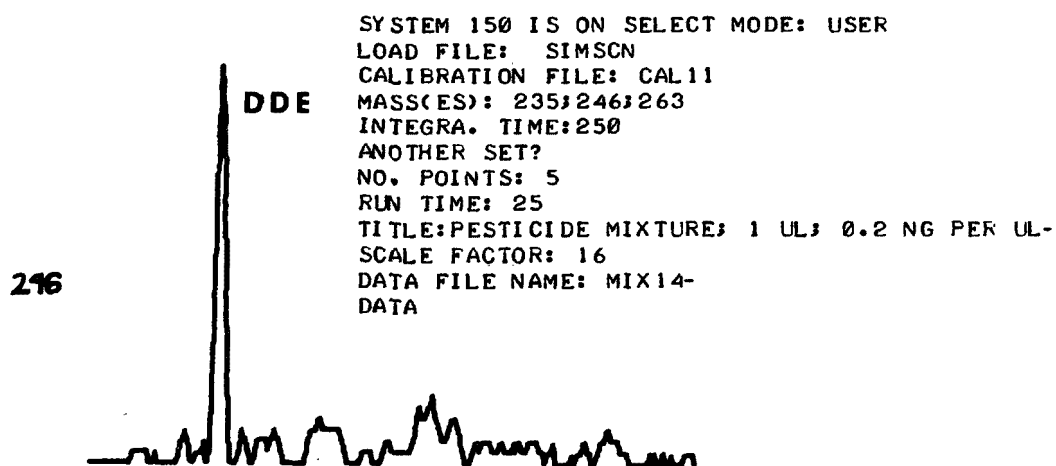 SYSTEM 150 IS ON SELECT MODE: USER
LOAD FILE: SIMSCN
CALIBRATION FILE: CAL11
DDE
MASS(ES): 235;246;263
INTEGRA. TIME:250
ANOTHER SET?
NO. POINTS: 5
RUN TIME: 25
TITLE:PESTICIDE MIXTURE; 1 UL; 0.2 NG PER UL-
SCALE FACTOR: 16
246
DATA FILE NAME: MIX14-
DATA